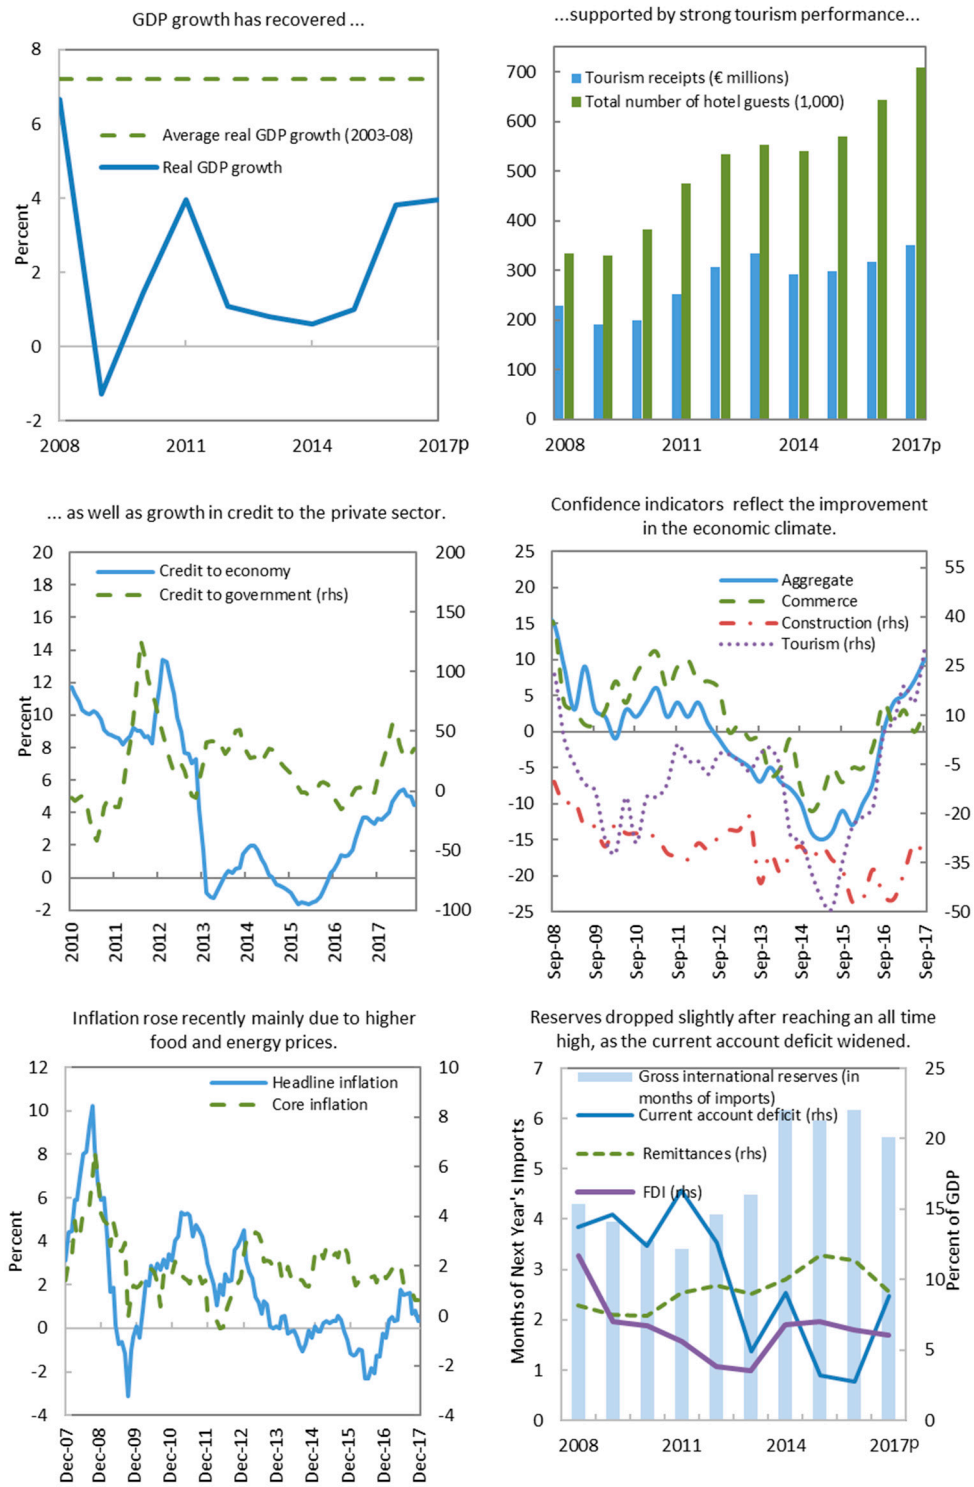 GDP growth has recovered ...
8
6
4
2
0
-2
Percent
Average real GDP growth (2003-08)
Real GDP growth
2008 2011 2014 2017p
...supported by strong tourism performance...
700
600
500
400
300
200
100
0
Tourism receipts (€ millions)
Total number of hotel guests (1,000)
2008 2011 2014 2017p
... as well as growth in credit to the private sector.
20
18
16
14
12
10
8
6
4
2
0
-2
Percent
Credit to economy
Credit to government (rhs)
200
150
100
50
0
-50
-100
2010 2011 2012 2013 2014 2015 2016 2017
Confidence indicators reflect the improvement
in the economic climate.
25
20
15
10
5
0
-5
-10
-15
-20
-25
Aggregate
Commerce
Construction (rhs)
Tourism (rhs)
55
40
25
10
-5
-20
-35
-50
Sep-08 Sep-09 Sep-10 Sep-11 Sep-12 Sep-13 Sep-14 Sep-15 Sep-16 Sep-17
Inflation rose recently mainly due to higher
food and energy prices.
12
10
8
6
4
2
0
-2
-4
Percent
Headline inflation
Core inflation
10
8
6
4
2
0
-2
-4
Dec-07 Dec-08 Dec-09 Dec-10 Dec-11 Dec-12 Dec-13 Dec-14 Dec-15 Dec-16 Dec-17
Reserves dropped slightly after reaching an all time
high, as the current account deficit widened.
7
6
5
4
3
2
1
0
Months of Next Year's Imports
Gross international reserves (in
months of imports)
Current account deficit (rhs)
Remittances (rhs)
FDI (rhs)
25
20
15
10
5
0
Percent of GDP
2008 2011 2014 2017p